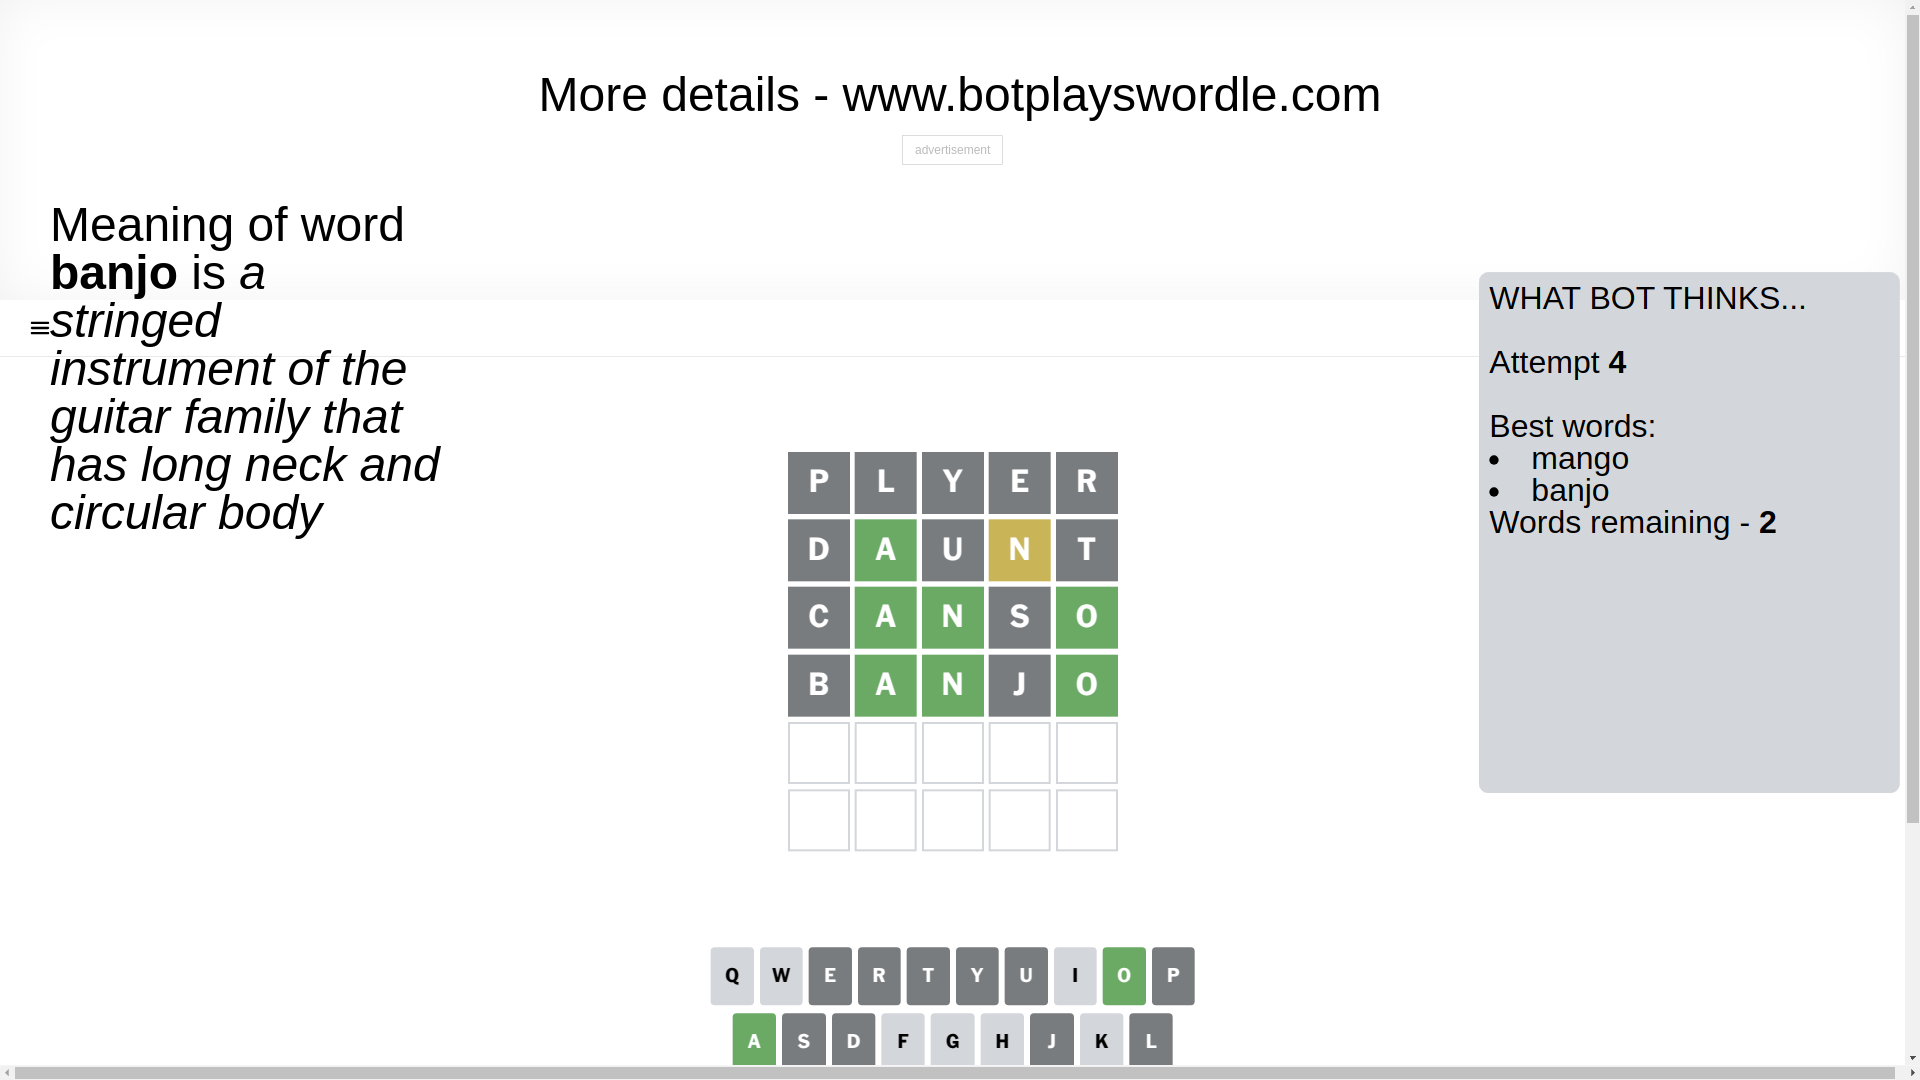 More details - www.botplayswordle.com
advertisement
Meaning of word
banjo is a
stringed
instrument of the
guitar family that
has long neck and
circular body
WHAT BOT THINKS...
Attempt 4
Best words:
• mango
• banjo
Words remaining - 2
P L Y E R
D A U N T
C A N S O
B A N J O
Q W E R T Y U I O P
A S D F G H J K L